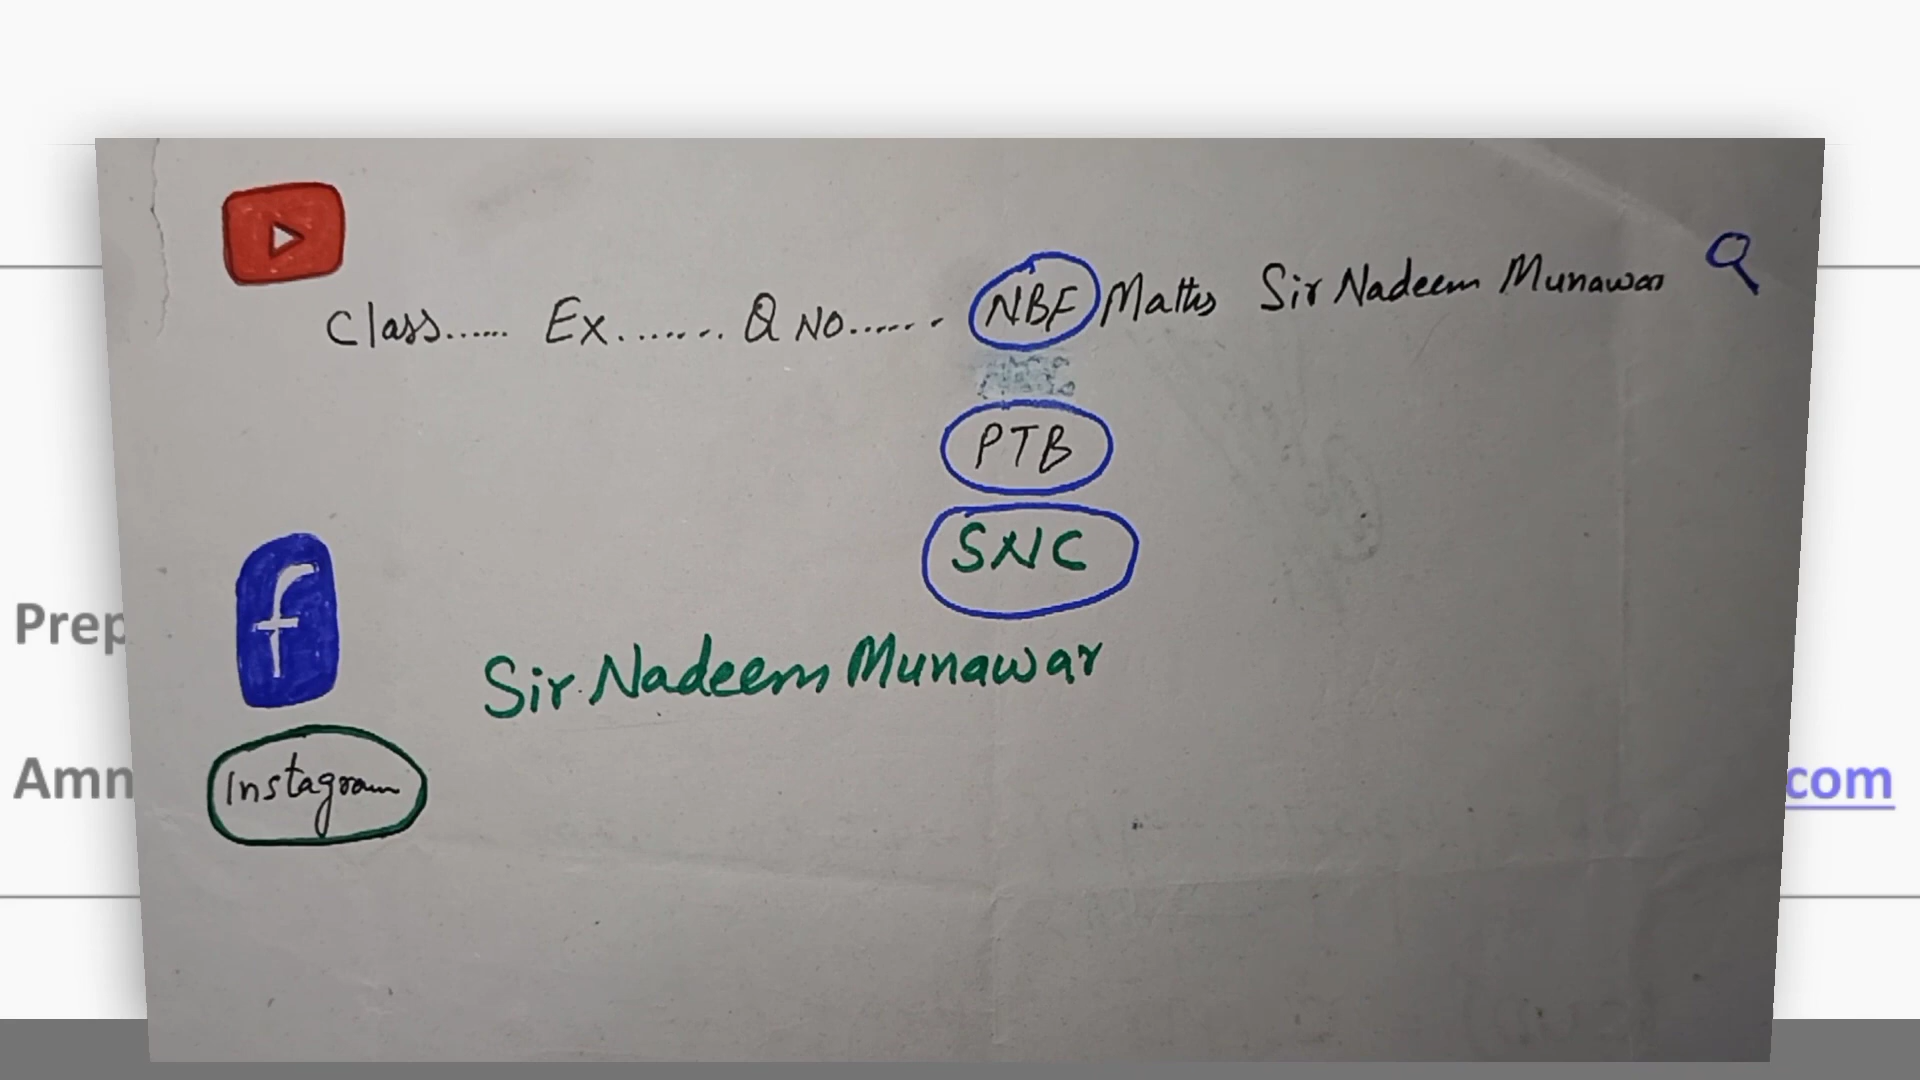 Class...... Ex....... Q No...... NBF Maths Sir Nadeem Munawar
PTB
SNC
Prep
Sir Nadeem Munawar
Amn
com
Instagram